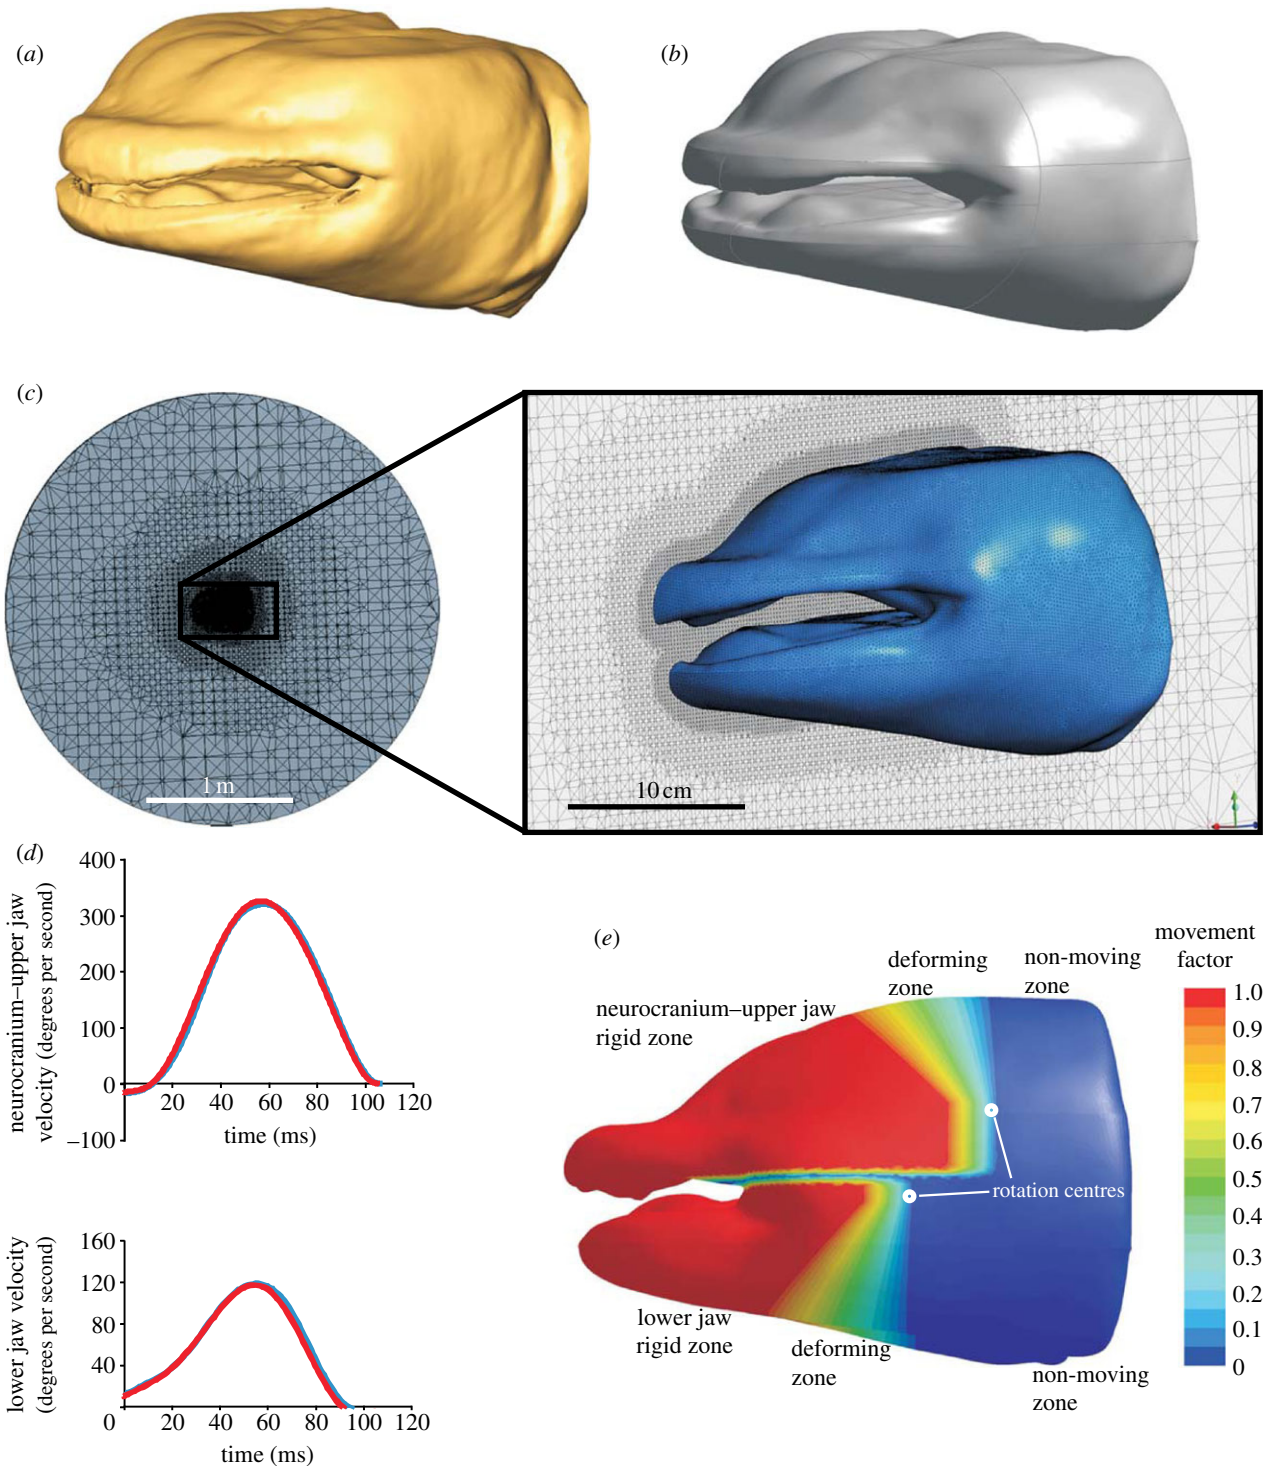 (a)
(b)
(c)
1 m
10 cm
(d)
neurocranium–upper jaw
velocity (degrees per second)
400
300
200
100
0
–100
20
40
60
80
100
120
time (ms)
lower jaw velocity
(degrees per second)
160
120
80
40
0
20
40
60
80
100
120
time (ms)
(e)
neurocranium–upper jaw
rigid zone
deforming
zone
non-moving
zone
movement
factor
1.0
0.9
0.8
0.7
0.6
0.5
0.4
0.3
0.2
0.1
0
rotation centres
lower jaw
rigid zone
deforming
zone
non-moving
zone